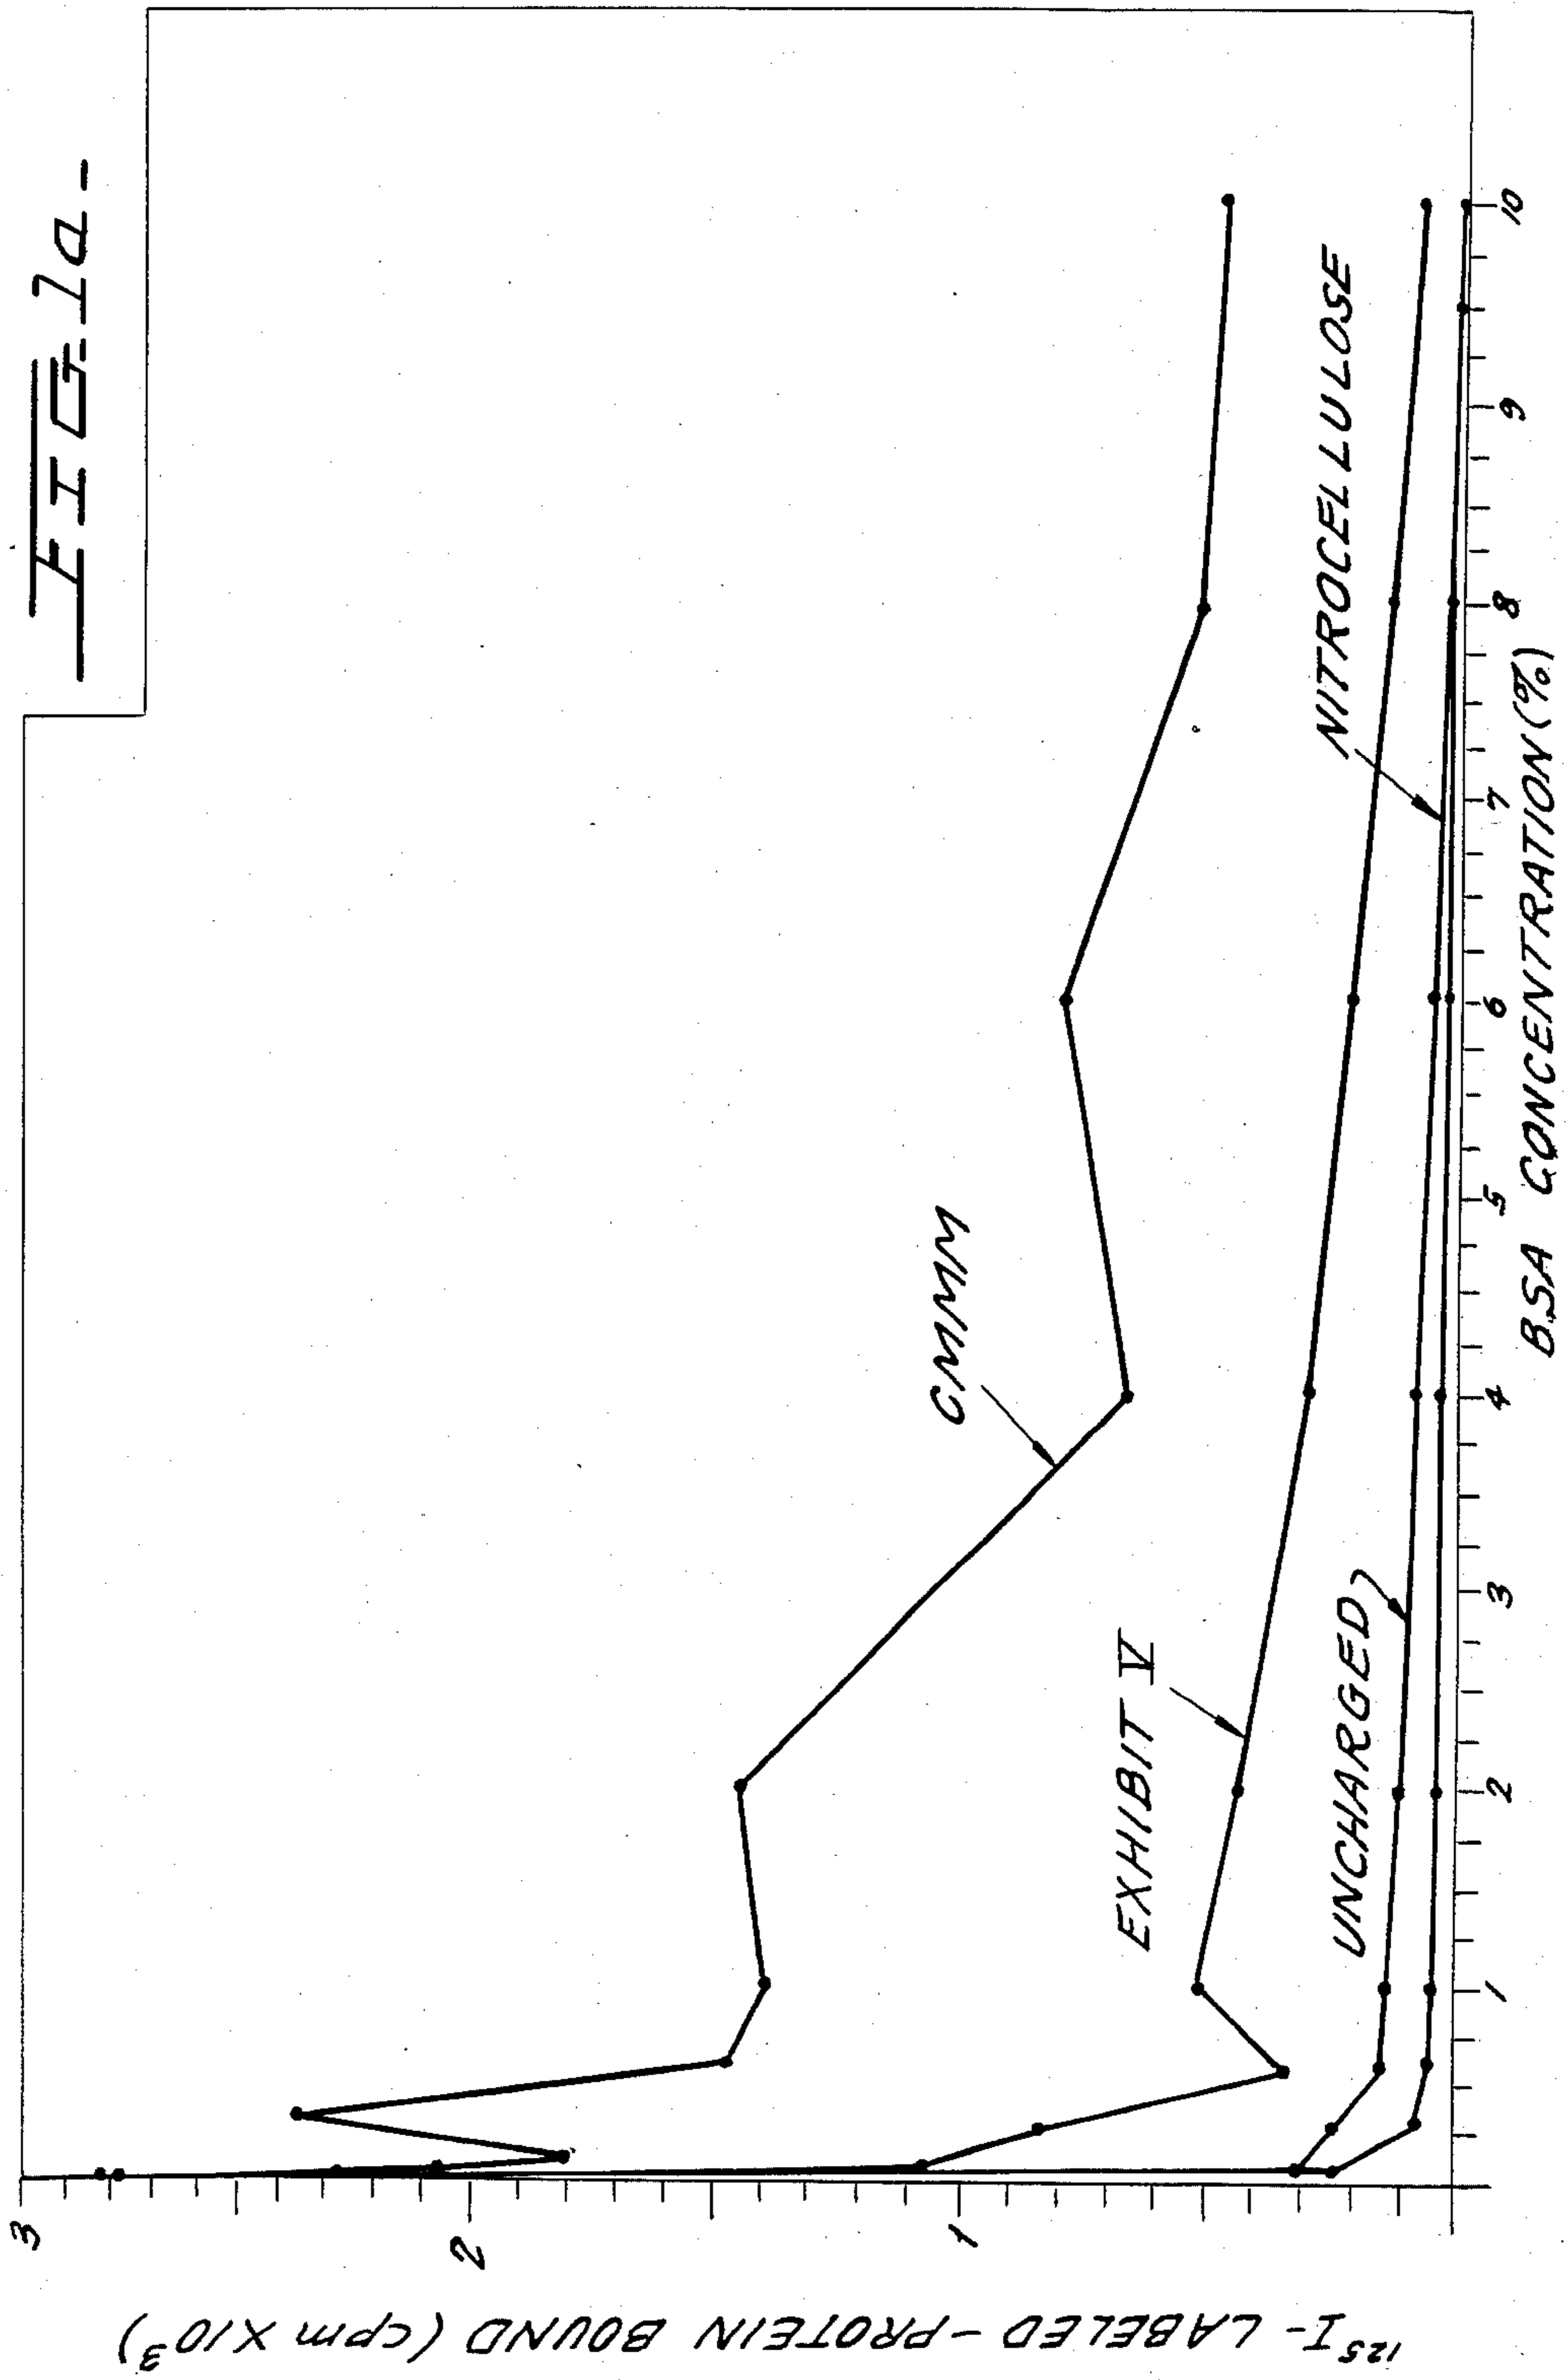 FIG.1a.
¹²⁵I-LABELED-PROTEIN BOUND (cpm X10³)
3
2
1
CMMM
EXHIBIT V
UNCHARGED
NITROCELLULOSE
1 2 3 4 5 6 7 8 9 10
BSA CONCENTRATION (%)